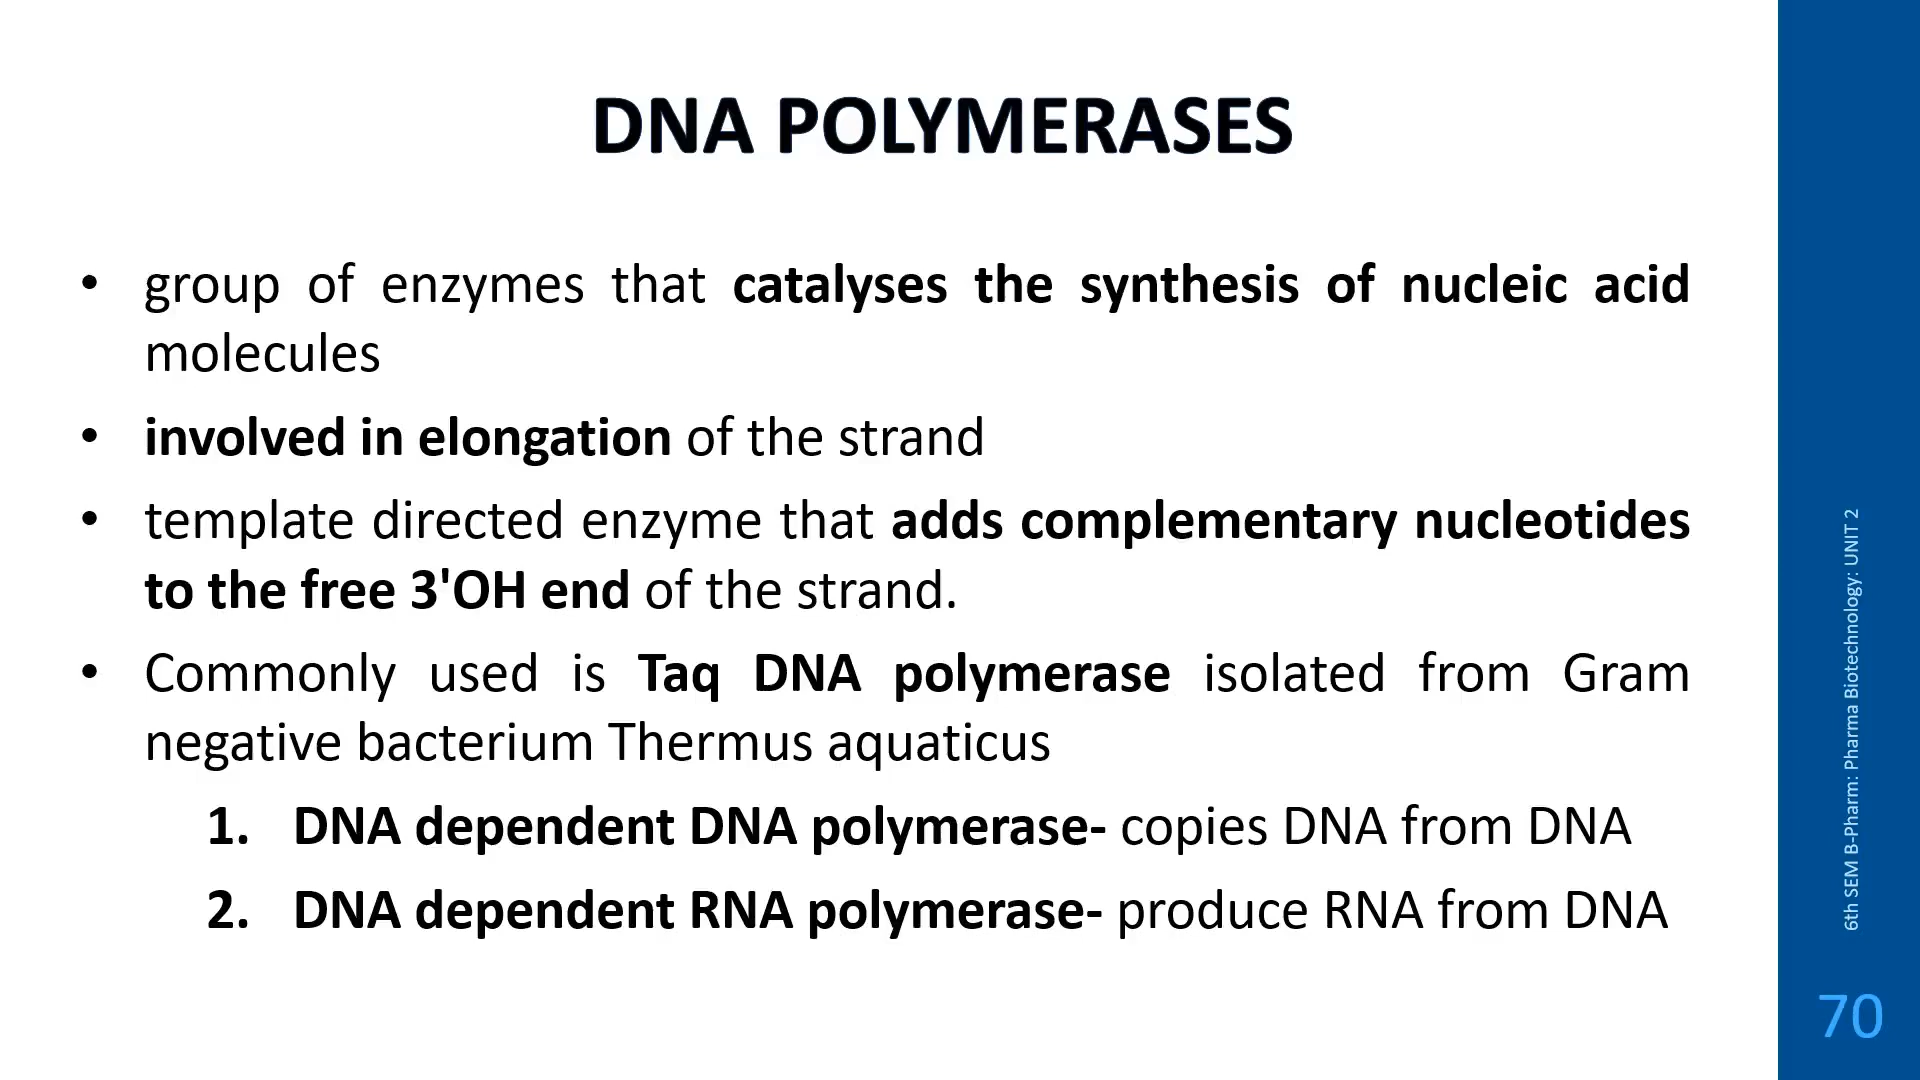 DNA POLYMERASES
• group of enzymes that catalyses the synthesis of nucleic acid
molecules
• involved in elongation of the strand
• template directed enzyme that adds complementary nucleotides
to the free 3'OH end of the strand.
• Commonly used is Taq DNA polymerase isolated from Gram
negative bacterium Thermus aquaticus
1. DNA dependent DNA polymerase- copies DNA from DNA
2. DNA dependent RNA polymerase- produce RNA from DNA
6th SEM B-Pharm: Pharma Biotechnology: UNIT 2
70